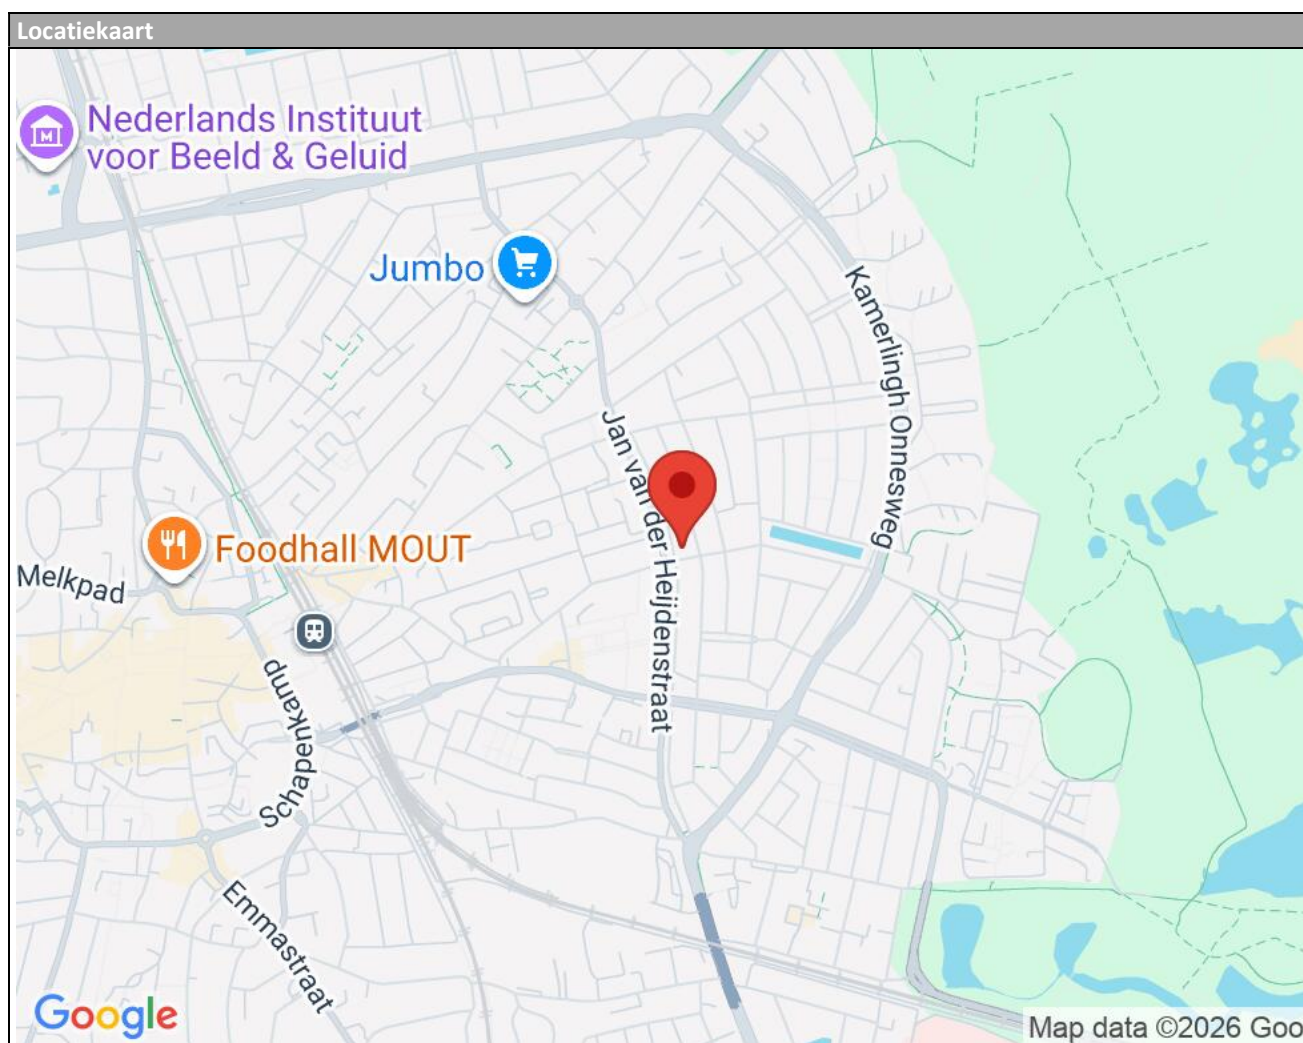 Locatiekaart
Nederlands Instituut
voor Beeld & Geluid
M
Jumbo
Kamerlingh Onnesweg
Jan van der Heijdenstraat
Foodhall MOUT
Melkpad
Schapenkamp
Emmastraat
Google
Map data ©2026 Goo